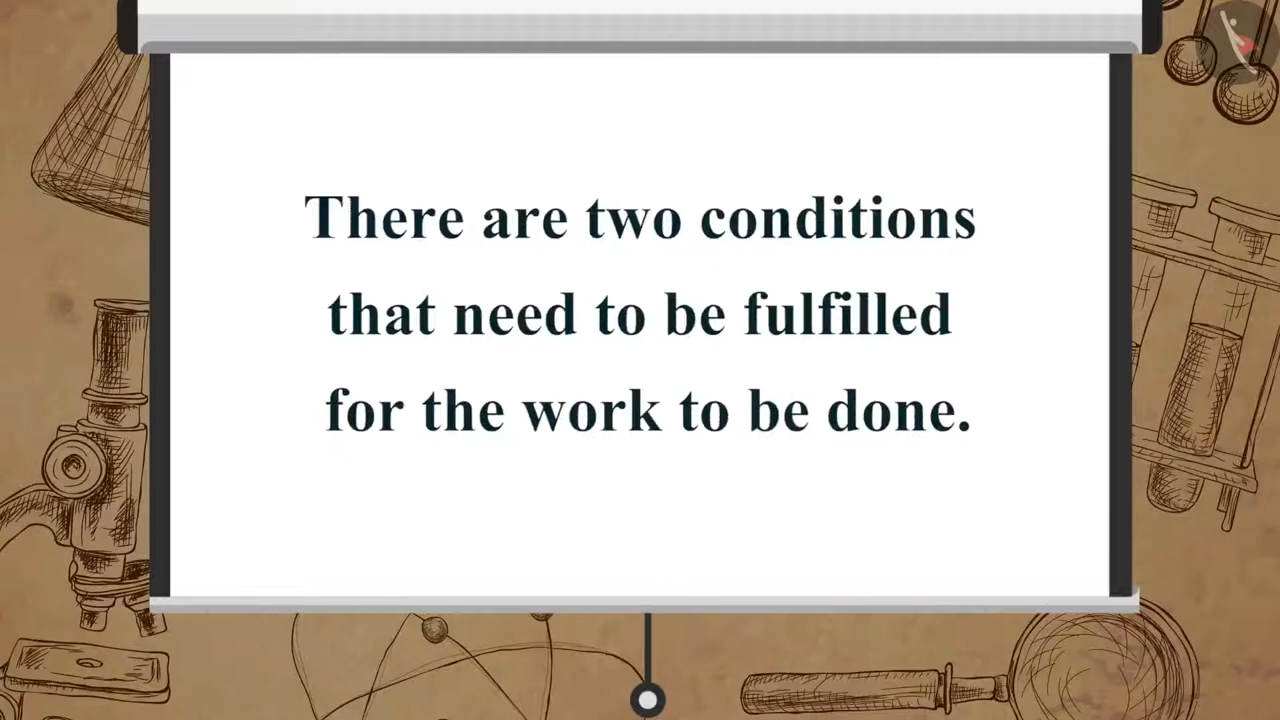 There are two conditions
that need to be fulfilled
for the work to be done.